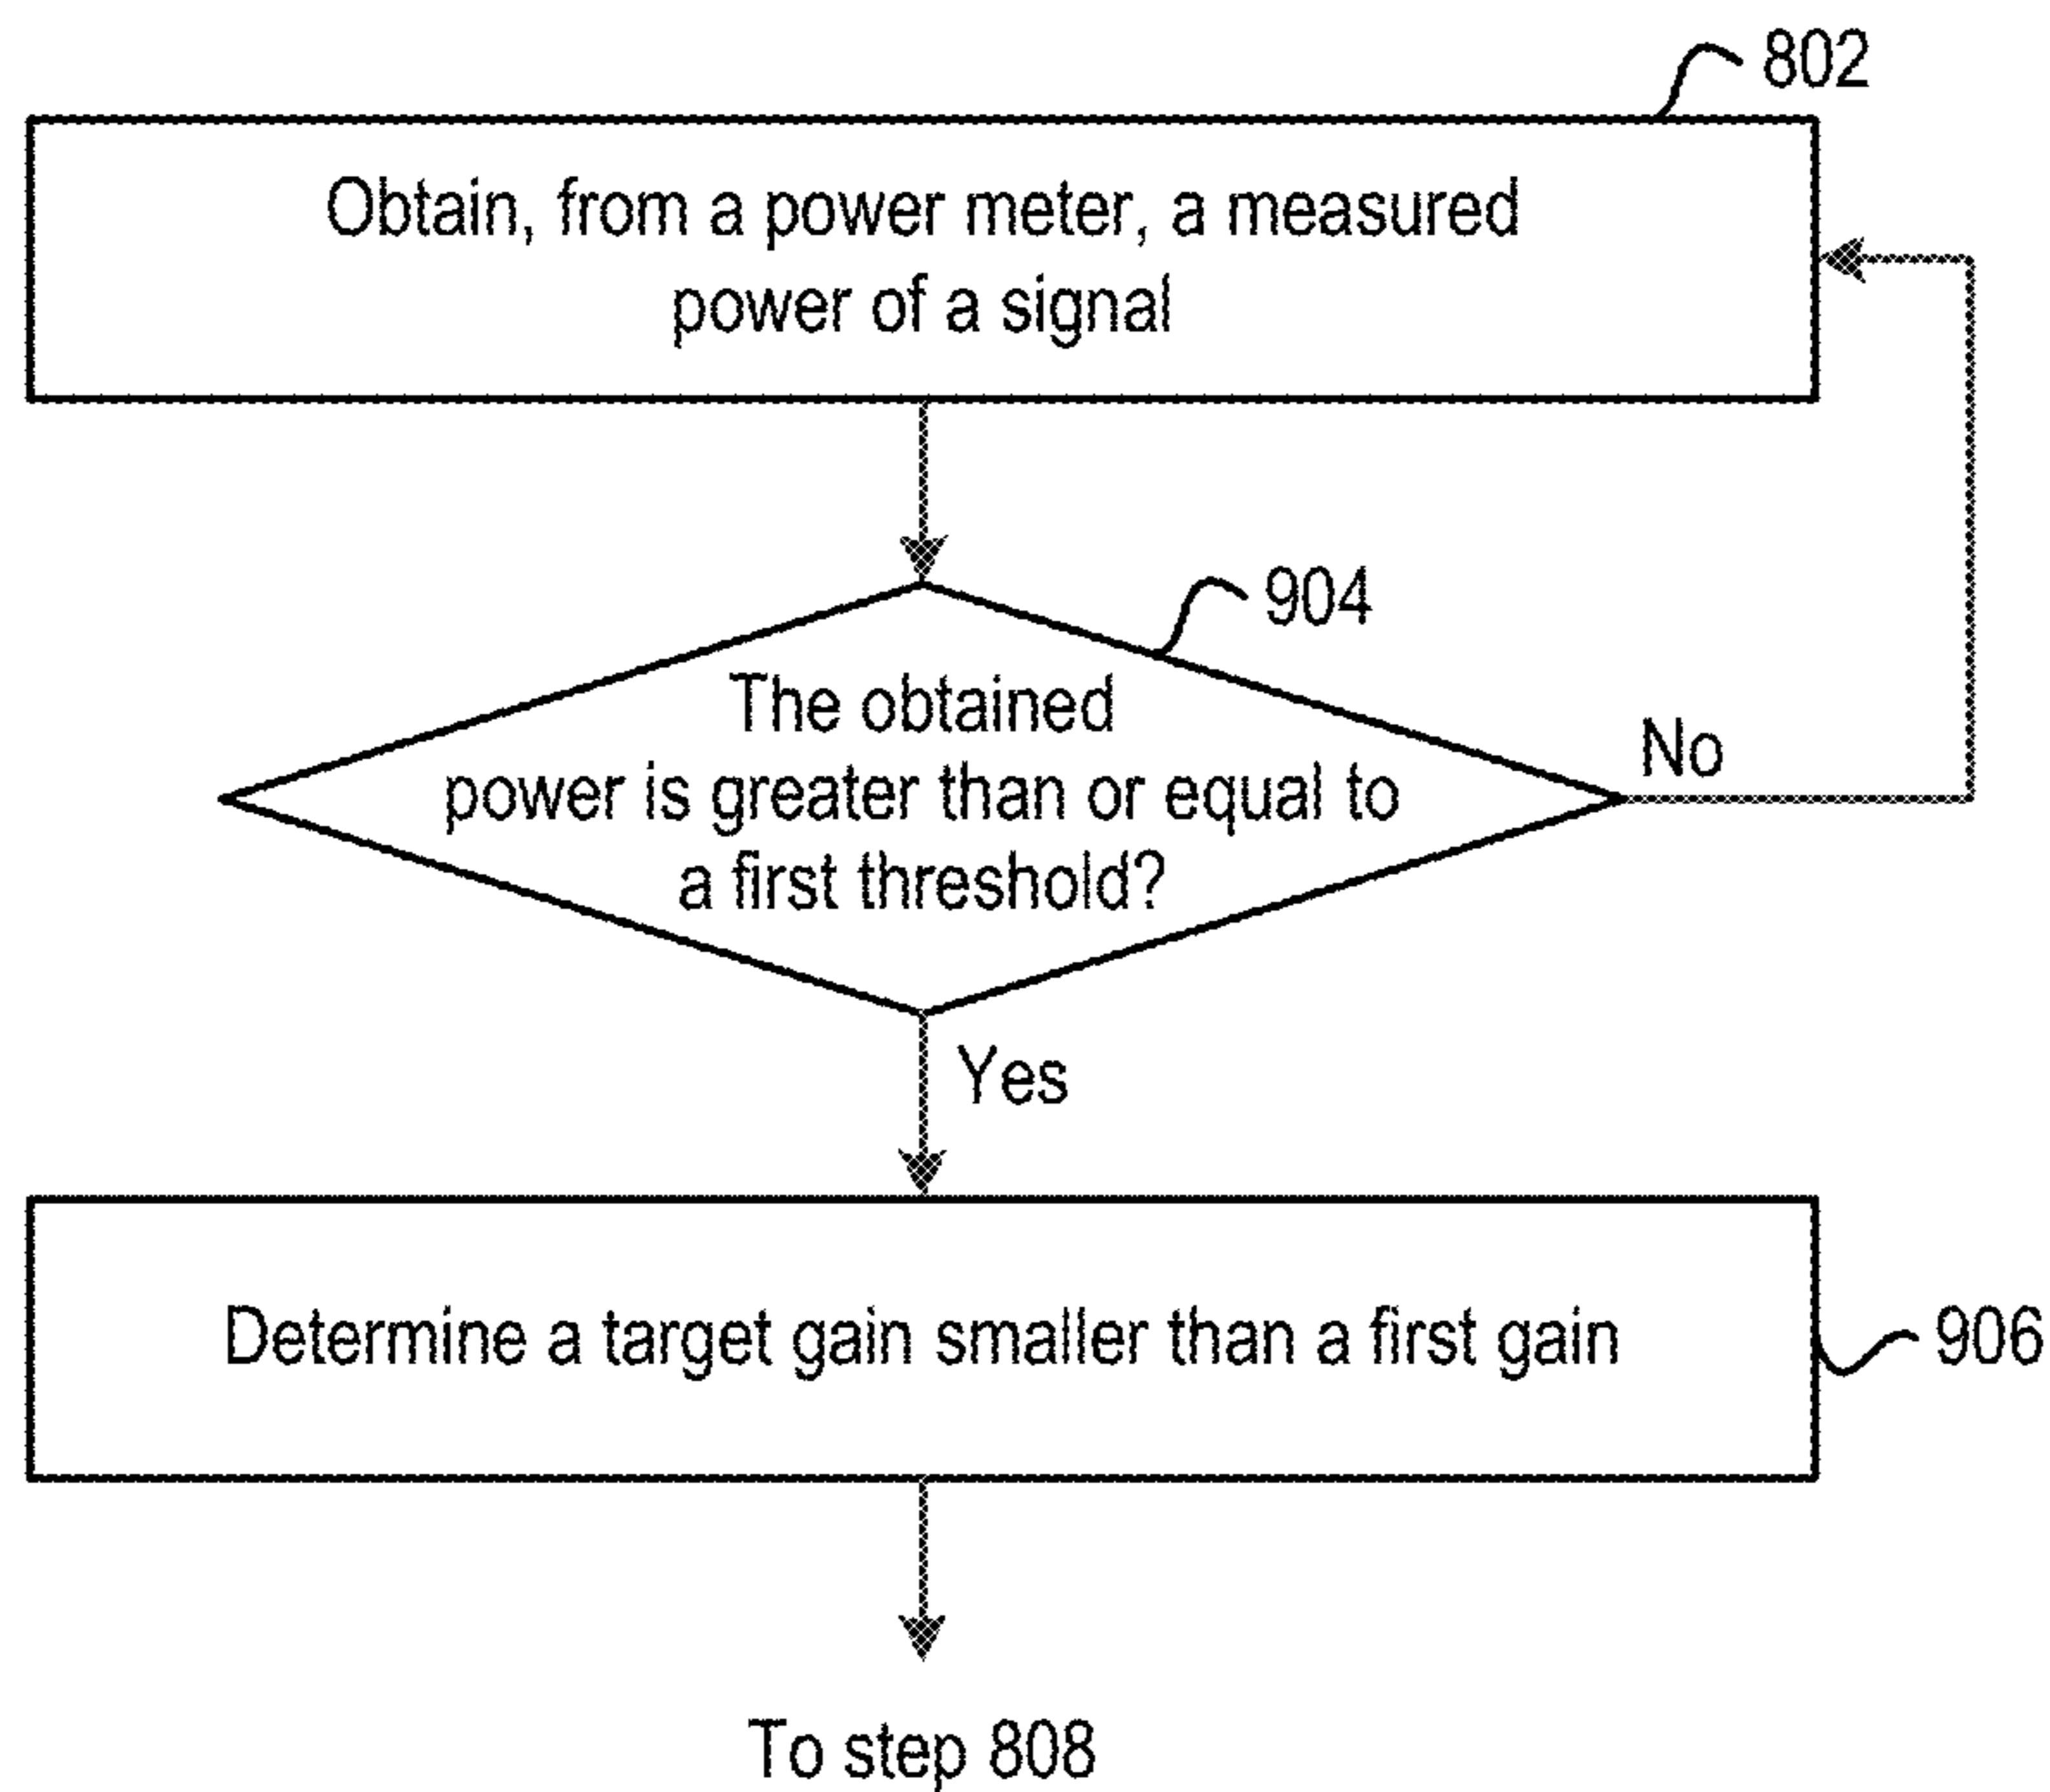 802
Obtain, from a power meter, a measured
power of a signal
904
The obtained
power is greater than or equal to
a first threshold?
No
Yes
Determine a target gain smaller than a first gain
906
To step 808